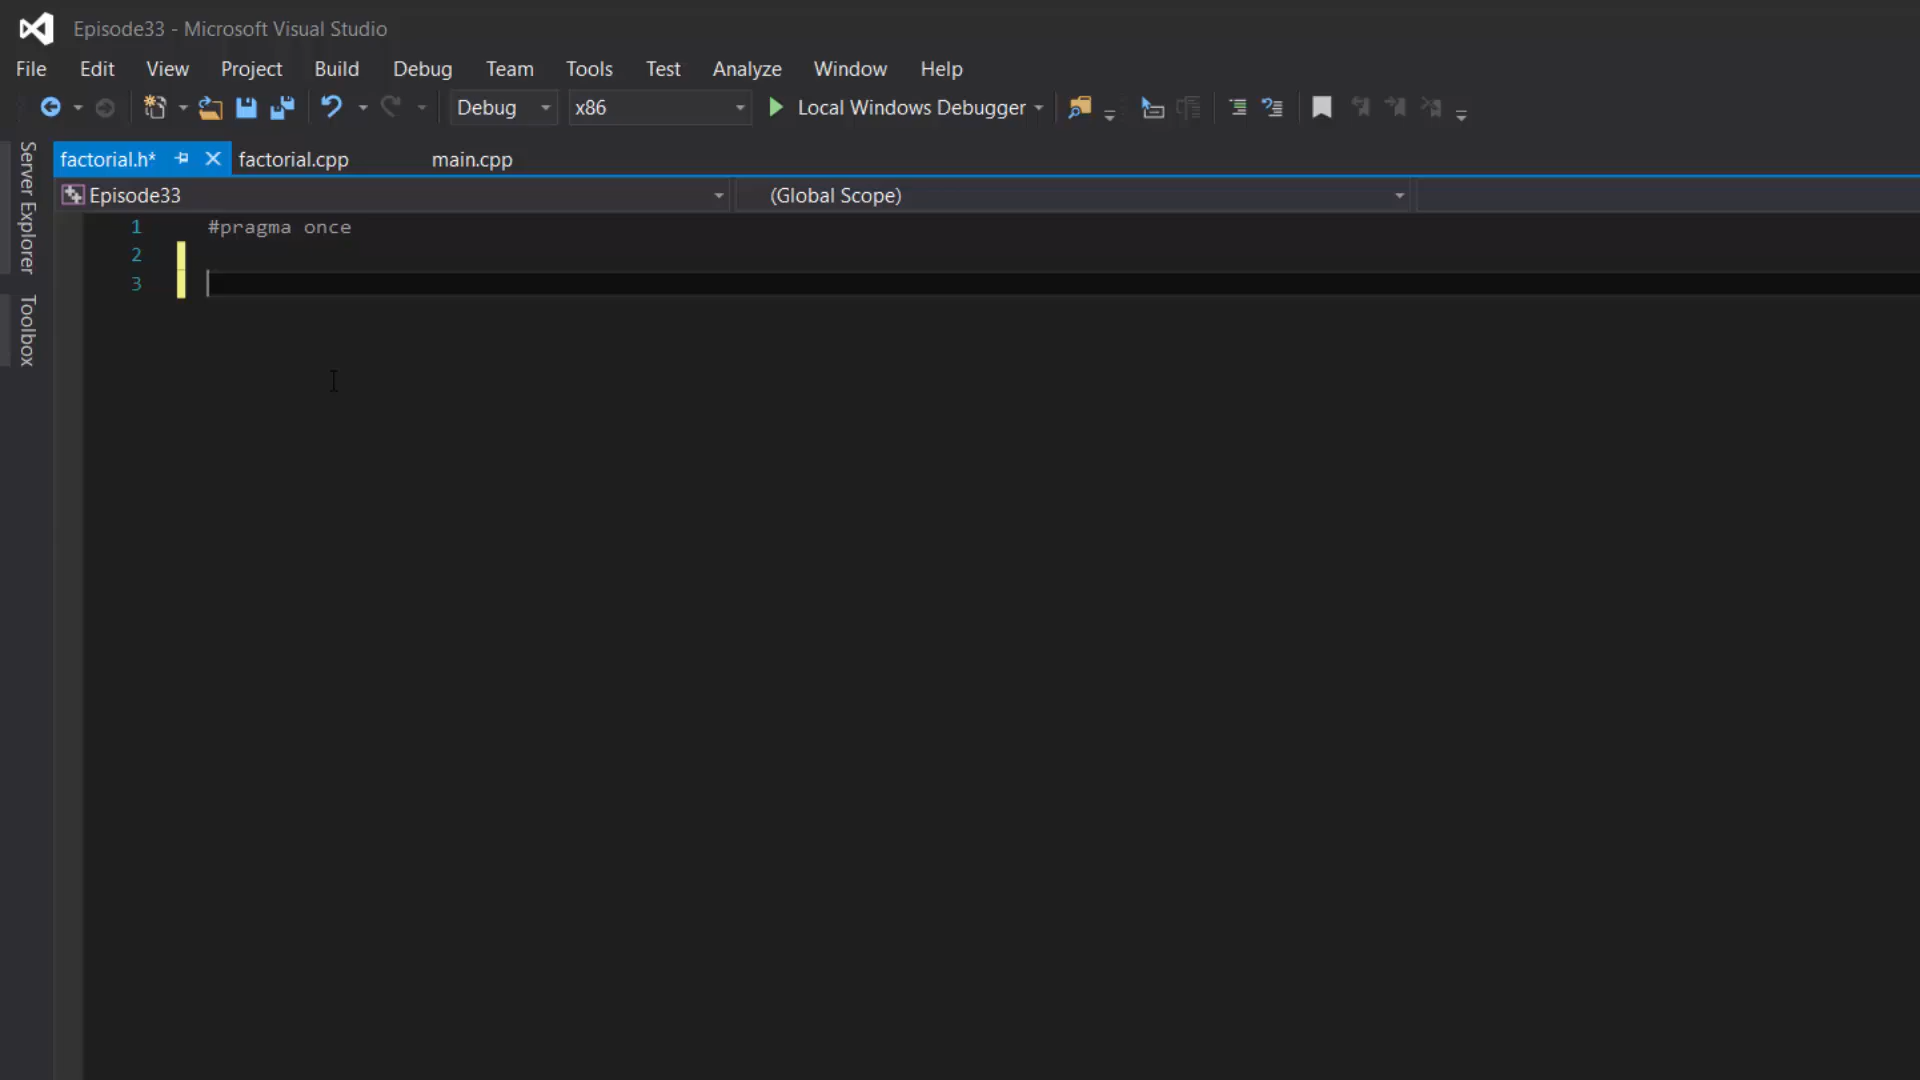 Episode33 - Microsoft Visual Studio
File Edit View Project Build Debug Team Tools Test Analyze Window Help
Debug x86 Local Windows Debugger
Server Explorer
Toolbox
factorial.h* factorial.cpp main.cpp
Episode33 (Global Scope)
1 #pragma once
2
3